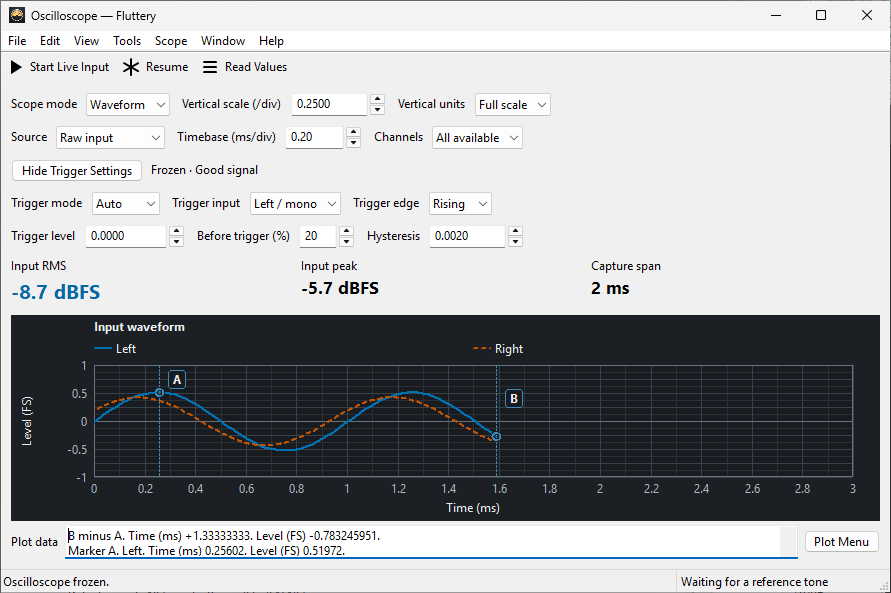 Oscilloscope — Fluttery
File Edit View Tools Scope Window Help
Start Live Input Resume Read Values
Scope mode Waveform Vertical scale (/div) 0.2500 Vertical units Full scale
Source Raw input Timebase (ms/div) 0.20 Channels All available
Hide Trigger Settings Frozen · Good signal
Trigger mode Auto Trigger input Left / mono Trigger edge Rising
Trigger level 0.0000 Before trigger (%) 20 Hysteresis 0.0020
Input RMS Input peak Capture span
-8.7 dBFS -5.7 dBFS 2 ms
Input waveform
Left Right
1
A
0.5
B
0
-0.5
-1
Level (FS)
0 0.2 0.4 0.6 0.8 1 1.2 1.4 1.6 1.8 2 2.2 2.4 2.6 2.8 3
Time (ms)
Plot data B minus A. Time (ms) +1.33333333. Level (FS) -0.783245951.
Marker A. Left. Time (ms) 0.25602. Level (FS) 0.51972.
Plot Menu
Oscilloscope frozen. Waiting for a reference tone